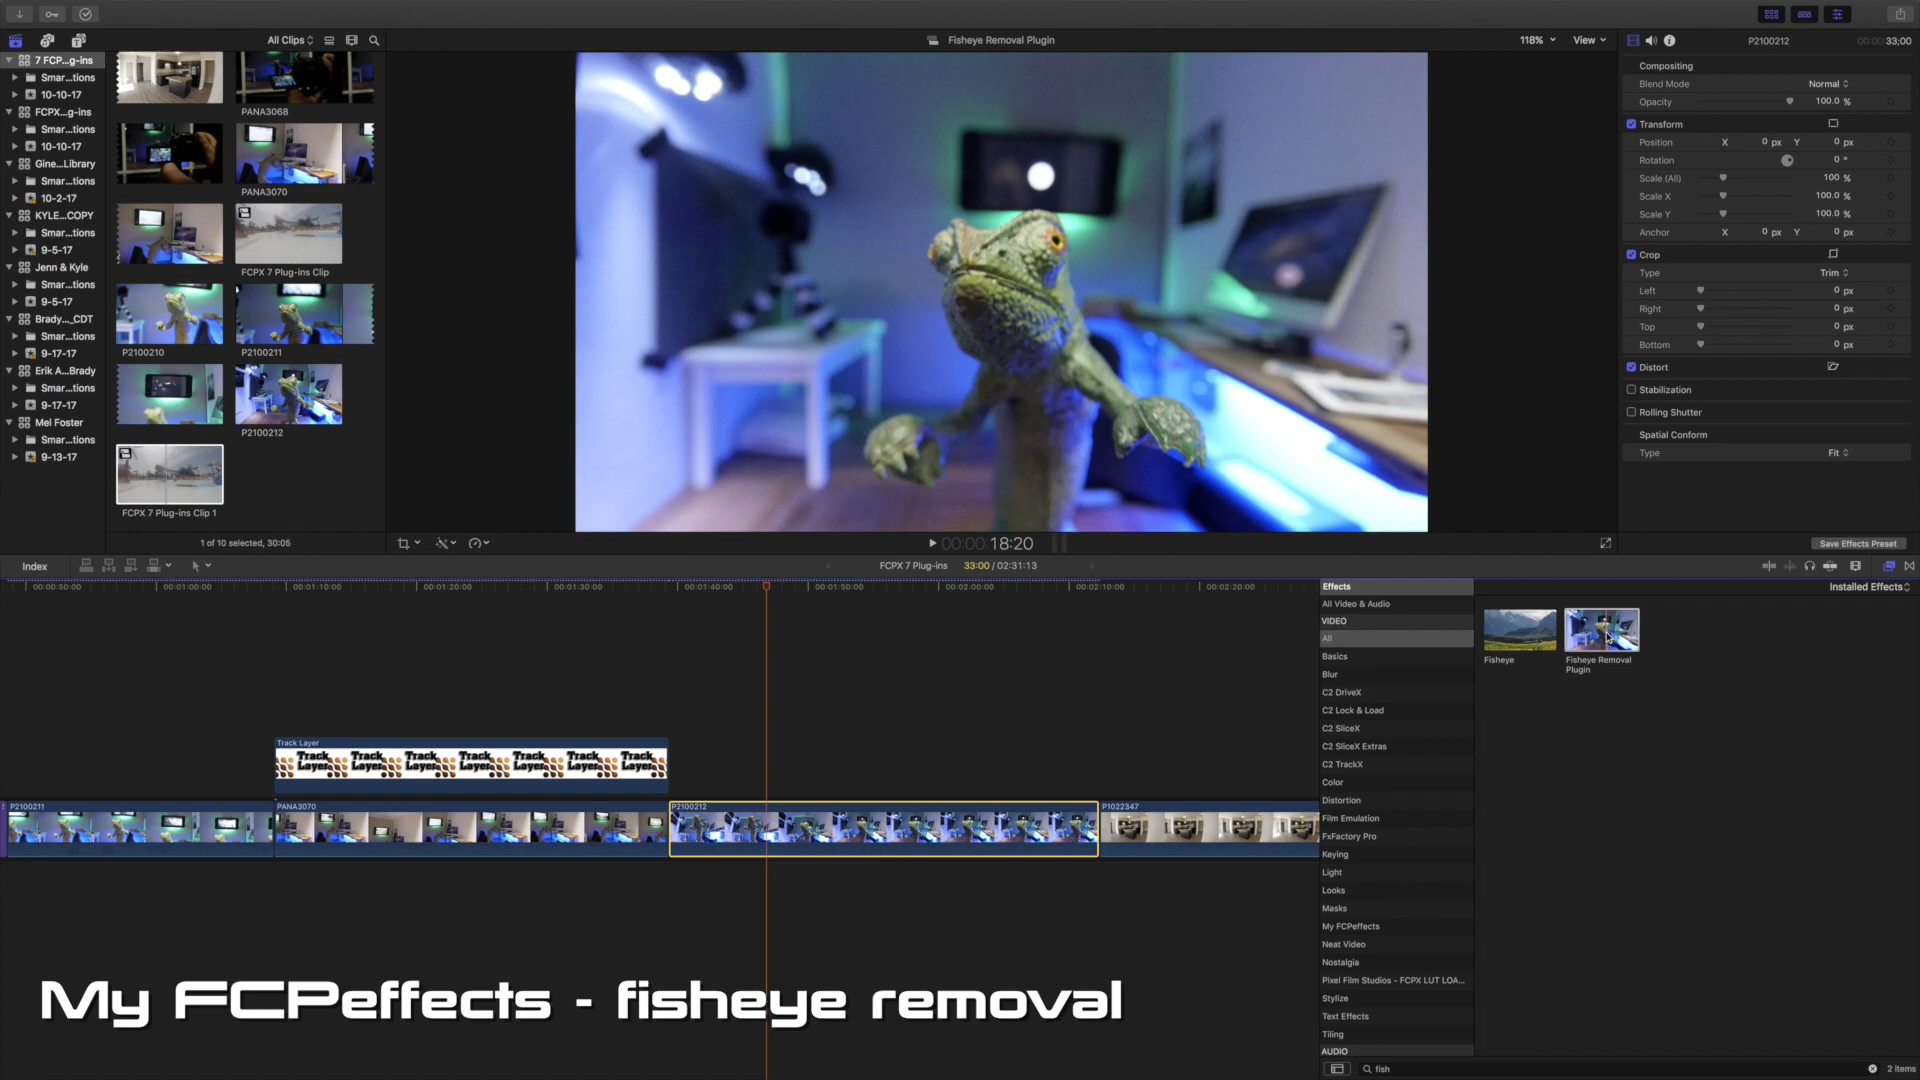 All Clips
Fisheye Removal Plugin
118%
View
P2100212
00:00:33:00
7 FCP...g-ins
Smar...tions
10-10-17
FCPX...g-ins
Smar...tions
10-10-17
Gine...Library
Smar...tions
10-2-17
KYLE...COPY
Smar...tions
9-5-17
Jenn & Kyle
Smar...tions
9-5-17
Brady..._CDT
Smar...tions
9-17-17
Erik A...Brady
Smar...tions
9-17-17
Mel Foster
Smar...tions
9-13-17
PANA3068
PANA3070
FCPX 7 Plug-ins Clip
P2100210
P2100211
P2100212
FCPX 7 Plug-ins Clip 1
1 of 10 selected, 30:05
00:00:18:20
Compositing
Blend Mode Normal
Opacity 100.0 %
Transform
Position X 0 px Y 0 px
Rotation 0 °
Scale (All) 100 %
Scale X 100.0 %
Scale Y 100.0 %
Anchor X 0 px Y 0 px
Crop
Type Trim
Left 0 px
Right 0 px
Top 0 px
Bottom 0 px
Distort
Stabilization
Rolling Shutter
Spatial Conform
Type Fit
Save Effects Preset
Index
FCPX 7 Plug-ins 33:00 / 02:31:13
00:00:50:00 00:01:00:00 00:01:10:00 00:01:20:00 00:01:30:00 00:01:40:00 00:01:50:00 00:02:00:00 00:02:10:00 00:02:20:00
Track Layer
Track Layer Track Layer Track Layer Track Layer Track Layer Track Layer Track Layer
P2100211 PANA3070 P2100212 P1022347
Effects
Installed Effects
All Video & Audio
VIDEO
All
Basics
Blur
C2 DriveX
C2 Lock & Load
C2 SliceX
C2 SliceX Extras
C2 TrackX
Color
Distortion
Film Emulation
FxFactory Pro
Keying
Light
Looks
Masks
My FCPeffects
Neat Video
Nostalgia
Pixel Film Studios - FCPX LUT LOA...
Stylize
Text Effects
Tiling
AUDIO
Fisheye
Fisheye Removal
Plugin
fish
2 items
My FCPeffects - fisheye removal